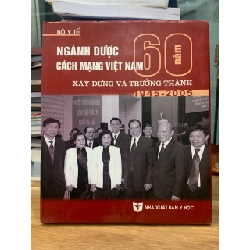 BỘ Y TẾ
NGÀNH DƯỢC
CÁCH MẠNG VIỆT NAM
60 năm
XÂY DỰNG VÀ TRƯỞNG THÀNH
1945-2005
NHÀ XUẤT BẢN Y HỌC